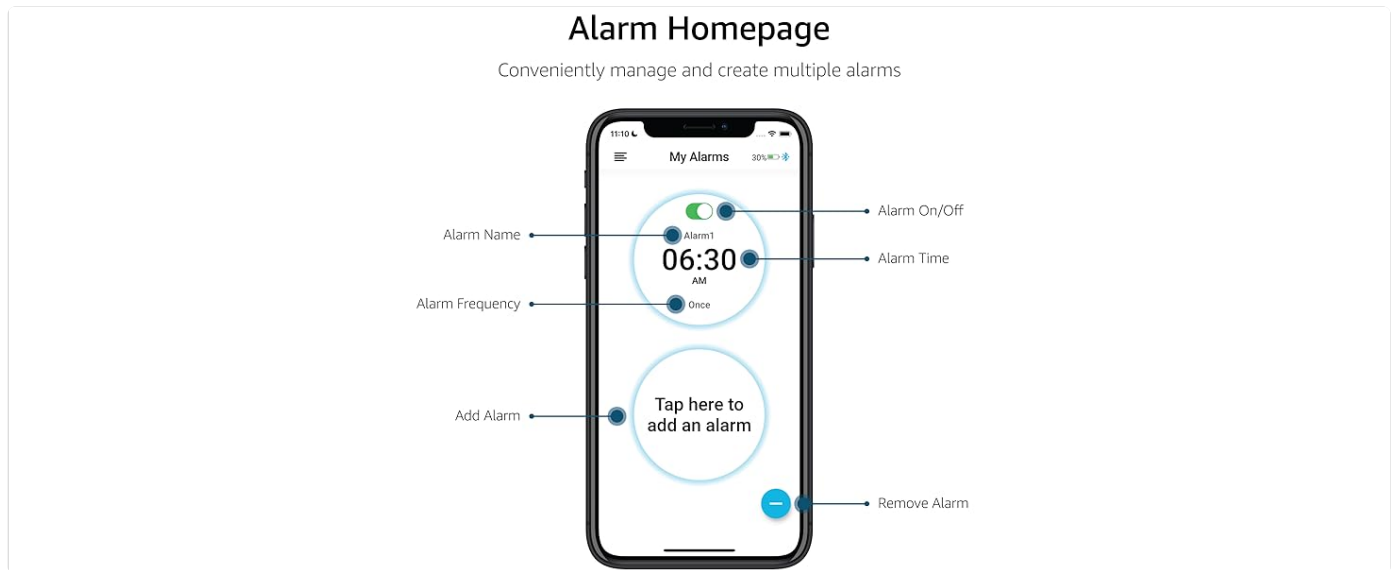 Alarm Homepage
Conveniently manage and create multiple alarms
11:10
My Alarms
30%
Alarm On/Off
Alarm Name
Alarm1
06:30
Alarm Time
AM
Alarm Frequency
Once
Tap here to
add an alarm
Add Alarm
Remove Alarm